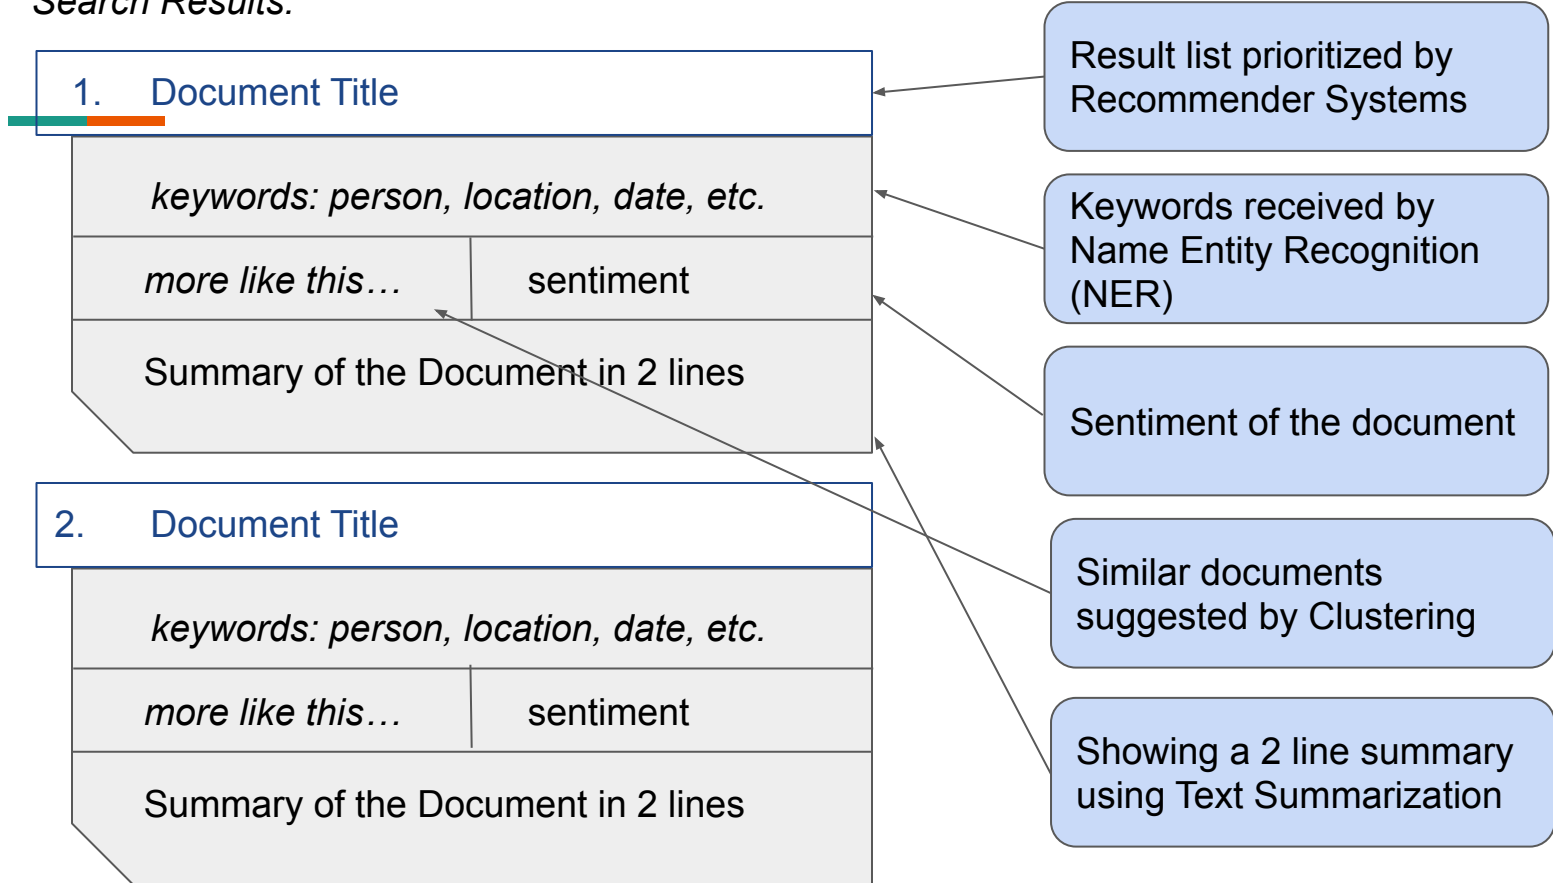 Search Results:
1. Document Title
keywords: person, location, date, etc.
more like this… sentiment
Summary of the Document in 2 lines
2. Document Title
keywords: person, location, date, etc.
more like this… sentiment
Summary of the Document in 2 lines
Result list prioritized by
Recommender Systems
Keywords received by
Name Entity Recognition
(NER)
Sentiment of the document
Similar documents
suggested by Clustering
Showing a 2 line summary
using Text Summarization